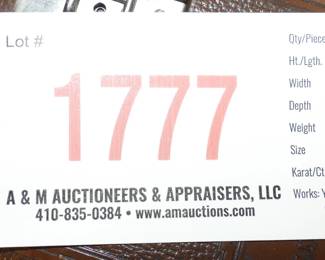 Lot #
1777
A & M AUCTIONEERS & APPRAISERS, LLC
410-835-0384 • www.amauctions.com
Qty/Piece
Ht./Lgth.
Width
Depth
Weight
Size
Karat/Ct
Works: Y